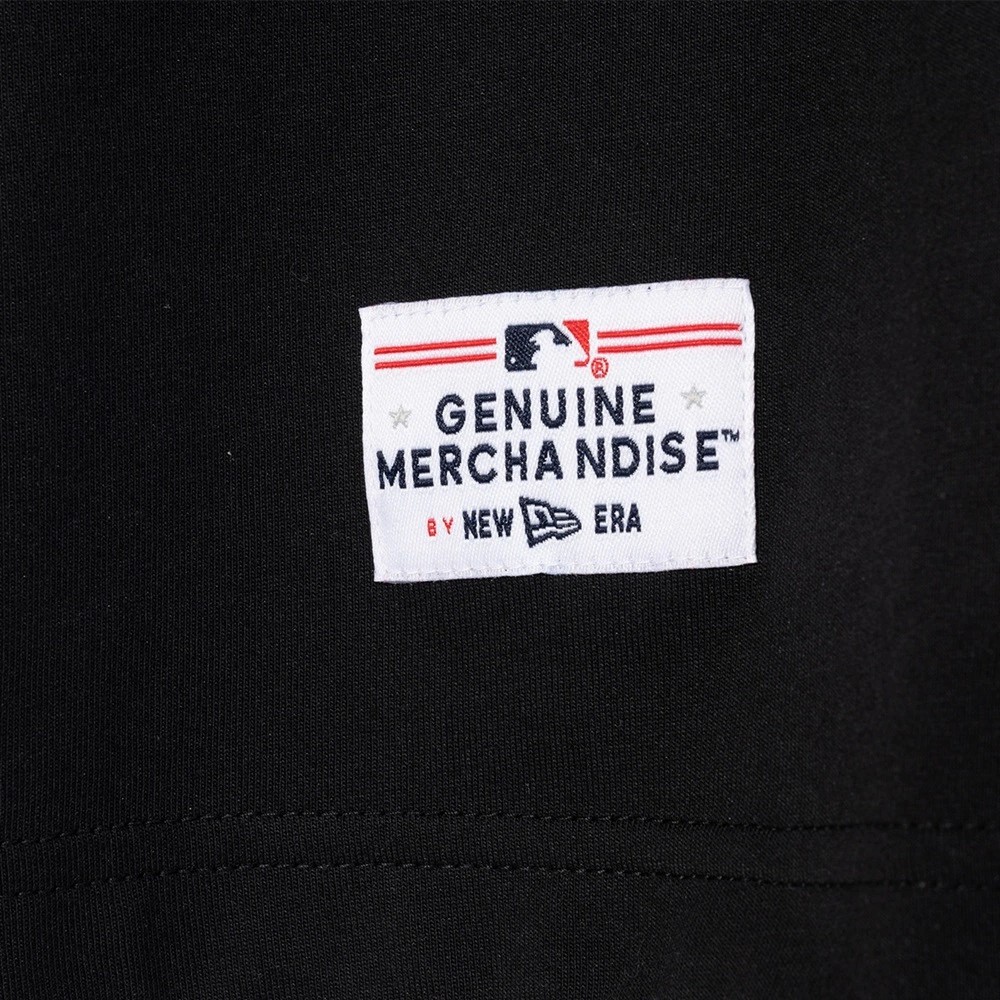 ®
GENUINE
MERCHANDISE™
BY NEW ERA